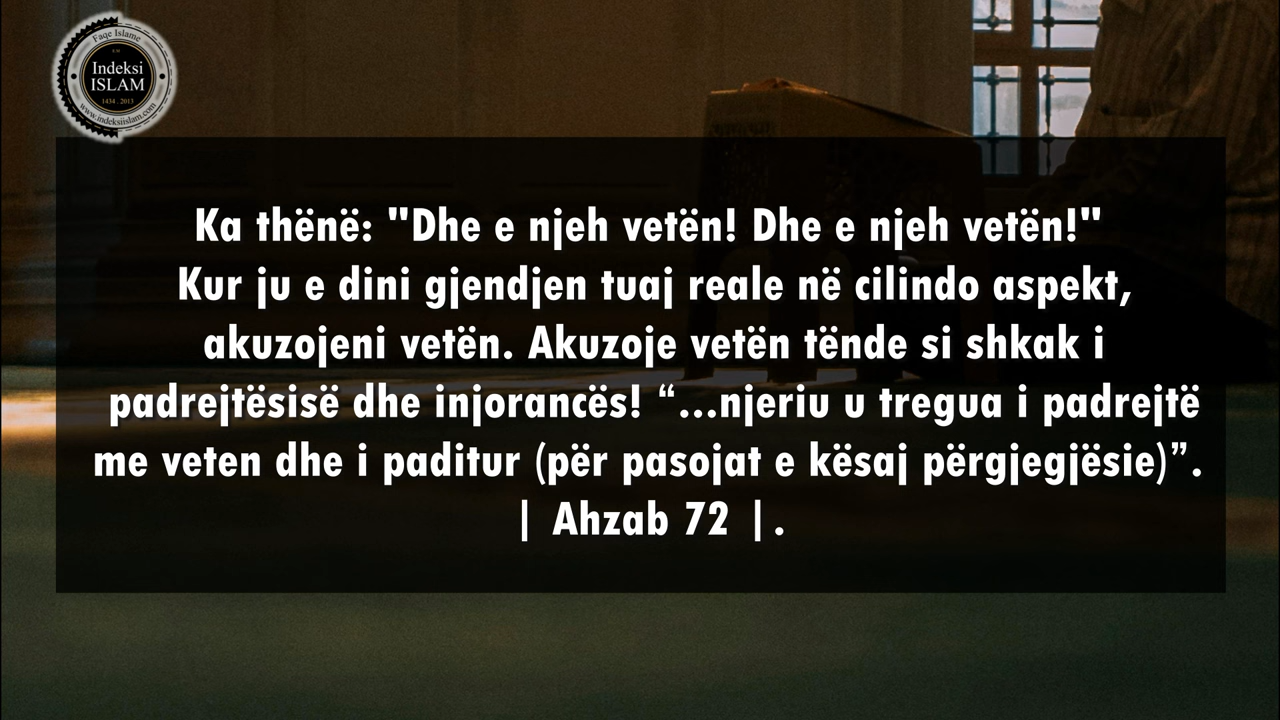 Faqe Islame
Indeksi
ISLAM
1434 . 2013
www.indeksiislam.com
Ka thënë: "Dhe e njeh vetën! Dhe e njeh vetën!"
Kur ju e dini gjendjen tuaj reale në cilindo aspekt,
akuzojeni vetën. Akuzoje vetën tënde si shkak i
padrejtësisë dhe injorancës! “...njeriu u tregua i padrejtë
me veten dhe i paditur (për pasojat e kësaj përgjegjësie)”.
| Ahzab 72 |.